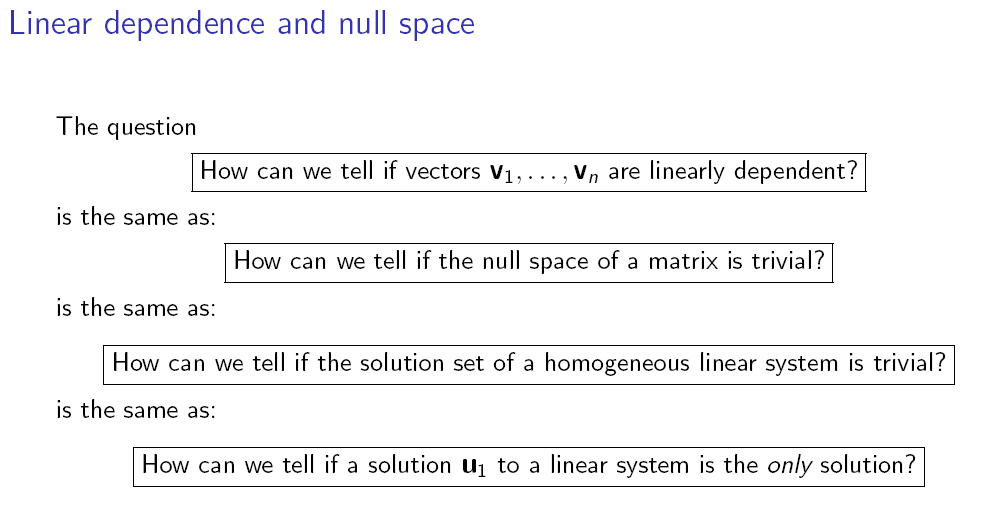 Linear dependence and null space
The question
How can we tell if vectors v₁, . . . , vₙ are linearly dependent?
is the same as:
How can we tell if the null space of a matrix is trivial?
is the same as:
How can we tell if the solution set of a homogeneous linear system is trivial?
is the same as:
How can we tell if a solution u₁ to a linear system is the only solution?